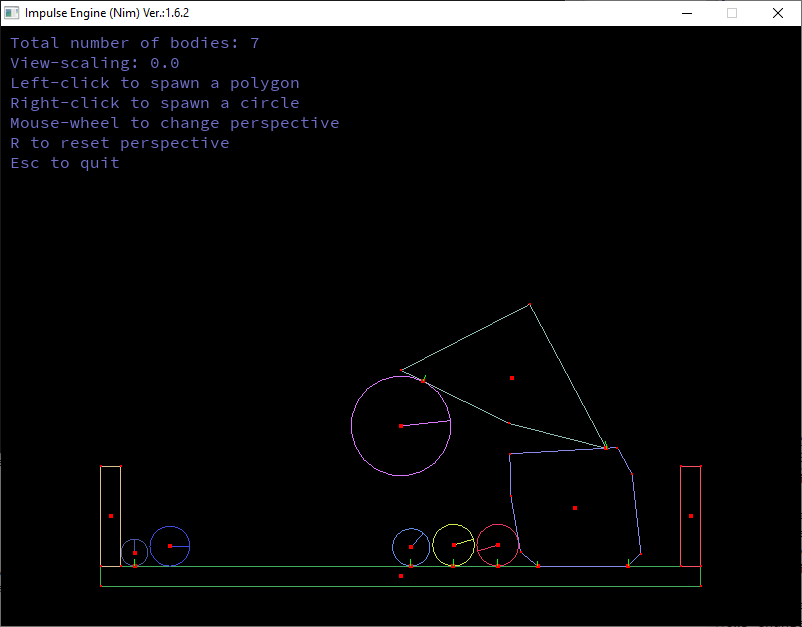 Impulse Engine (Nim) Ver.:1.6.2
Total number of bodies: 7
View-scaling: 0.0
Left-click to spawn a polygon
Right-click to spawn a circle
Mouse-wheel to change perspective
R to reset perspective
Esc to quit